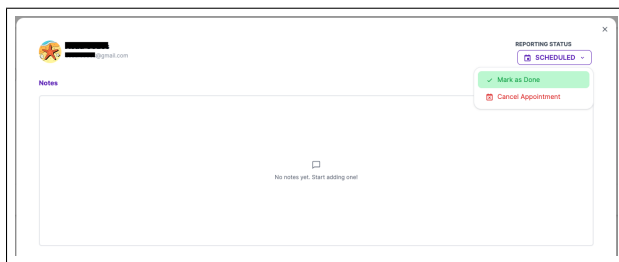 REPORTING STATUS
@gmail.com
SCHEDULED
Notes
Mark as Done
Cancel Appointment
No notes yet. Start adding one!